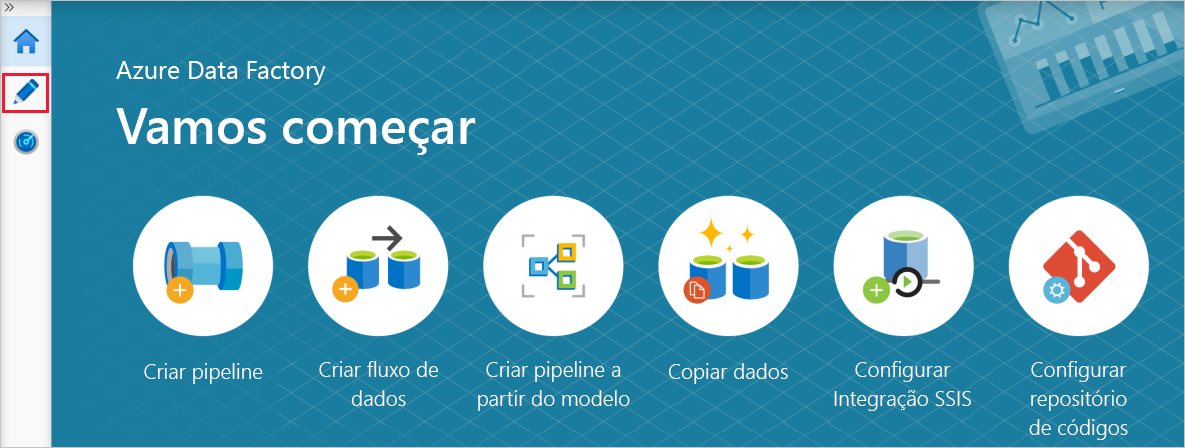 Azure Data Factory
Vamos começar
Criar pipeline
Criar fluxo de
dados
Criar pipeline a
partir do modelo
Copiar dados
Configurar
Integração SSIS
Configurar
repositório
de códigos